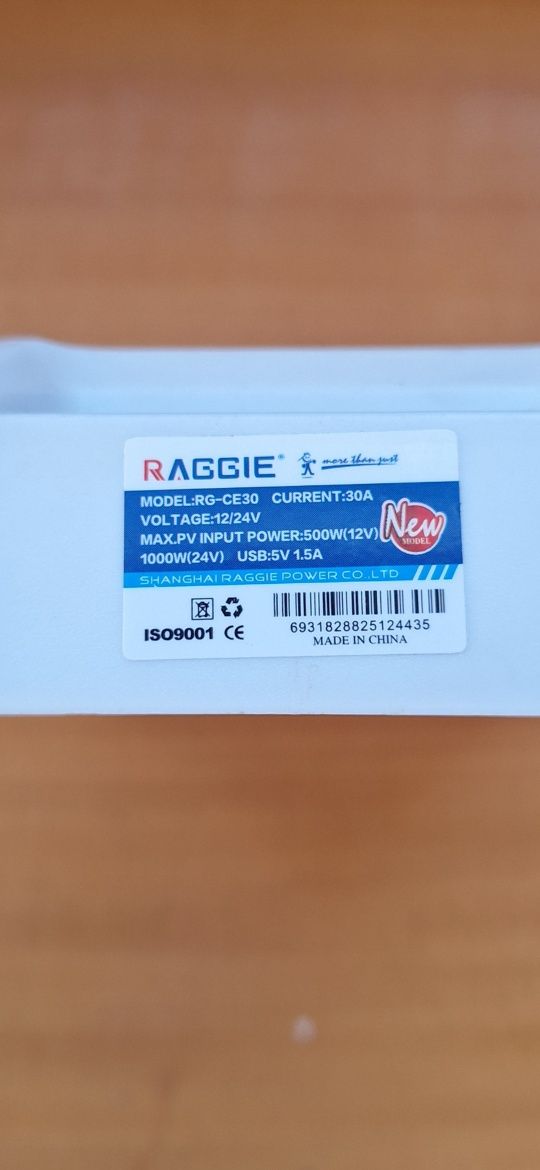 RAGGIE® more than just
MODEL:RG-CE30 CURRENT:30A
VOLTAGE:12/24V
MAX.PV INPUT POWER:500W(12V)
1000W(24V) USB:5V 1.5A
New
MODEL
SHANGHAI RAGGIE POWER CO.,LTD
ISO9001 CE
6931828825124435
MADE IN CHINA